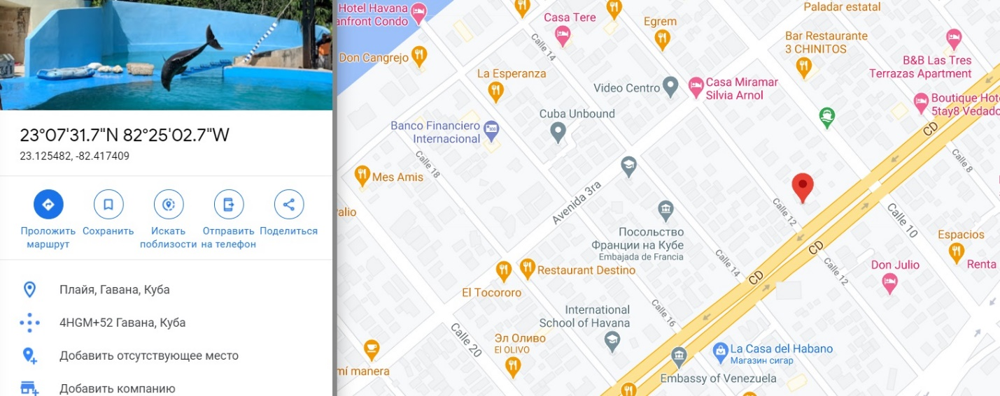 23°07'31.7"N 82°25'02.7"W
23.125482, -82.417409
Проложить
маршрут
Сохранить
Искать
поблизости
Отправить
на телефон
Поделиться
Плайя, Гавана, Куба
4HGM+52 Гавана, Куба
Добавить отсутствующее место
Добавить компанию
Hotel Havana
anfront Condo
Casa Tere
Egrem
Paladar estatal
Bar Restaurante
3 CHINITOS
B&B Las Tres
Terrazas Apartment
Don Cangrejo
Calle 14
La Esperanza
Video Centro
Casa Miramar
Silvia Arnol
Boutique Hot
5tay8 Vedado
Cuba Unbound
Banco Financiero
Internacional
CD
Calle 18
Calle 8
Mes Amis
Avenida 3ra
alio
Calle 12
Calle 10
Посольство
Франции на Кубе
Embajada de Francia
Espacios
CD
Calle 14
Don Julio
Renta
Restaurant Destino
Calle 12
CD
El Tocororo
International
School of Havana
Calle 16
Calle 20
Эл Оливо
El OLIVO
La Casa del Habano
Магазин сигар
mí manera
Embassy of Venezuela